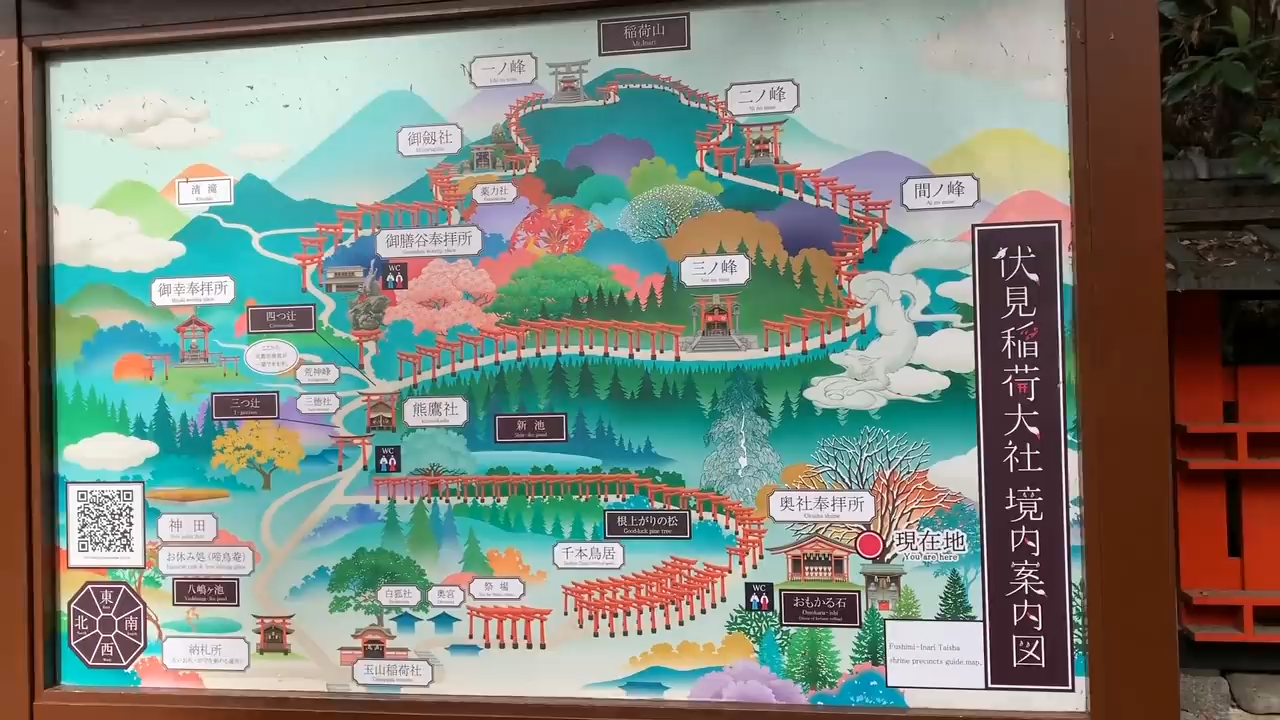 稲荷山
Mt.Inari
一ノ峰
二ノ峰
御劔社
間ノ峰
清滝
薬力社
御膳谷奉拝所
WC
三ノ峰
御幸奉拝所
四つ辻
荒神峰
三つ辻
三徳社
熊鷹社
新池
WC
奥社奉拝所
根上がりの松
神田
お休み処(啼鳥菴)
千本鳥居
現在地
You are here
八嶋ヶ池
白狐社
奥宮
祭場
WC
おもかる石
東
北
南
西
納札所
玉山稲荷社
Fushimi-Inari Taisha
shrine precincts guide map.
伏見稲荷大社 境内案内図